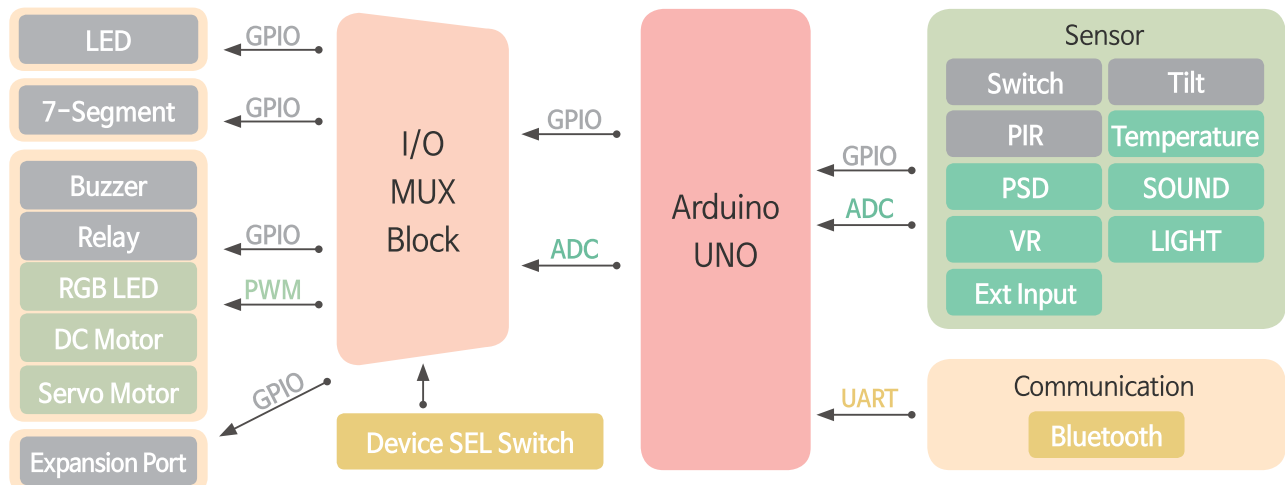 LED
7-Segment
Buzzer
Relay
RGB LED
DC Motor
Servo Motor
Expansion Port
GPIO
GPIO
GPIO
PWM
GPIO
I/O
MUX
Block
Device SEL Switch
GPIO
ADC
Arduino
UNO
GPIO
ADC
UART
Sensor
Switch
Tilt
PIR
Temperature
PSD
SOUND
VR
LIGHT
Ext Input
Communication
Bluetooth